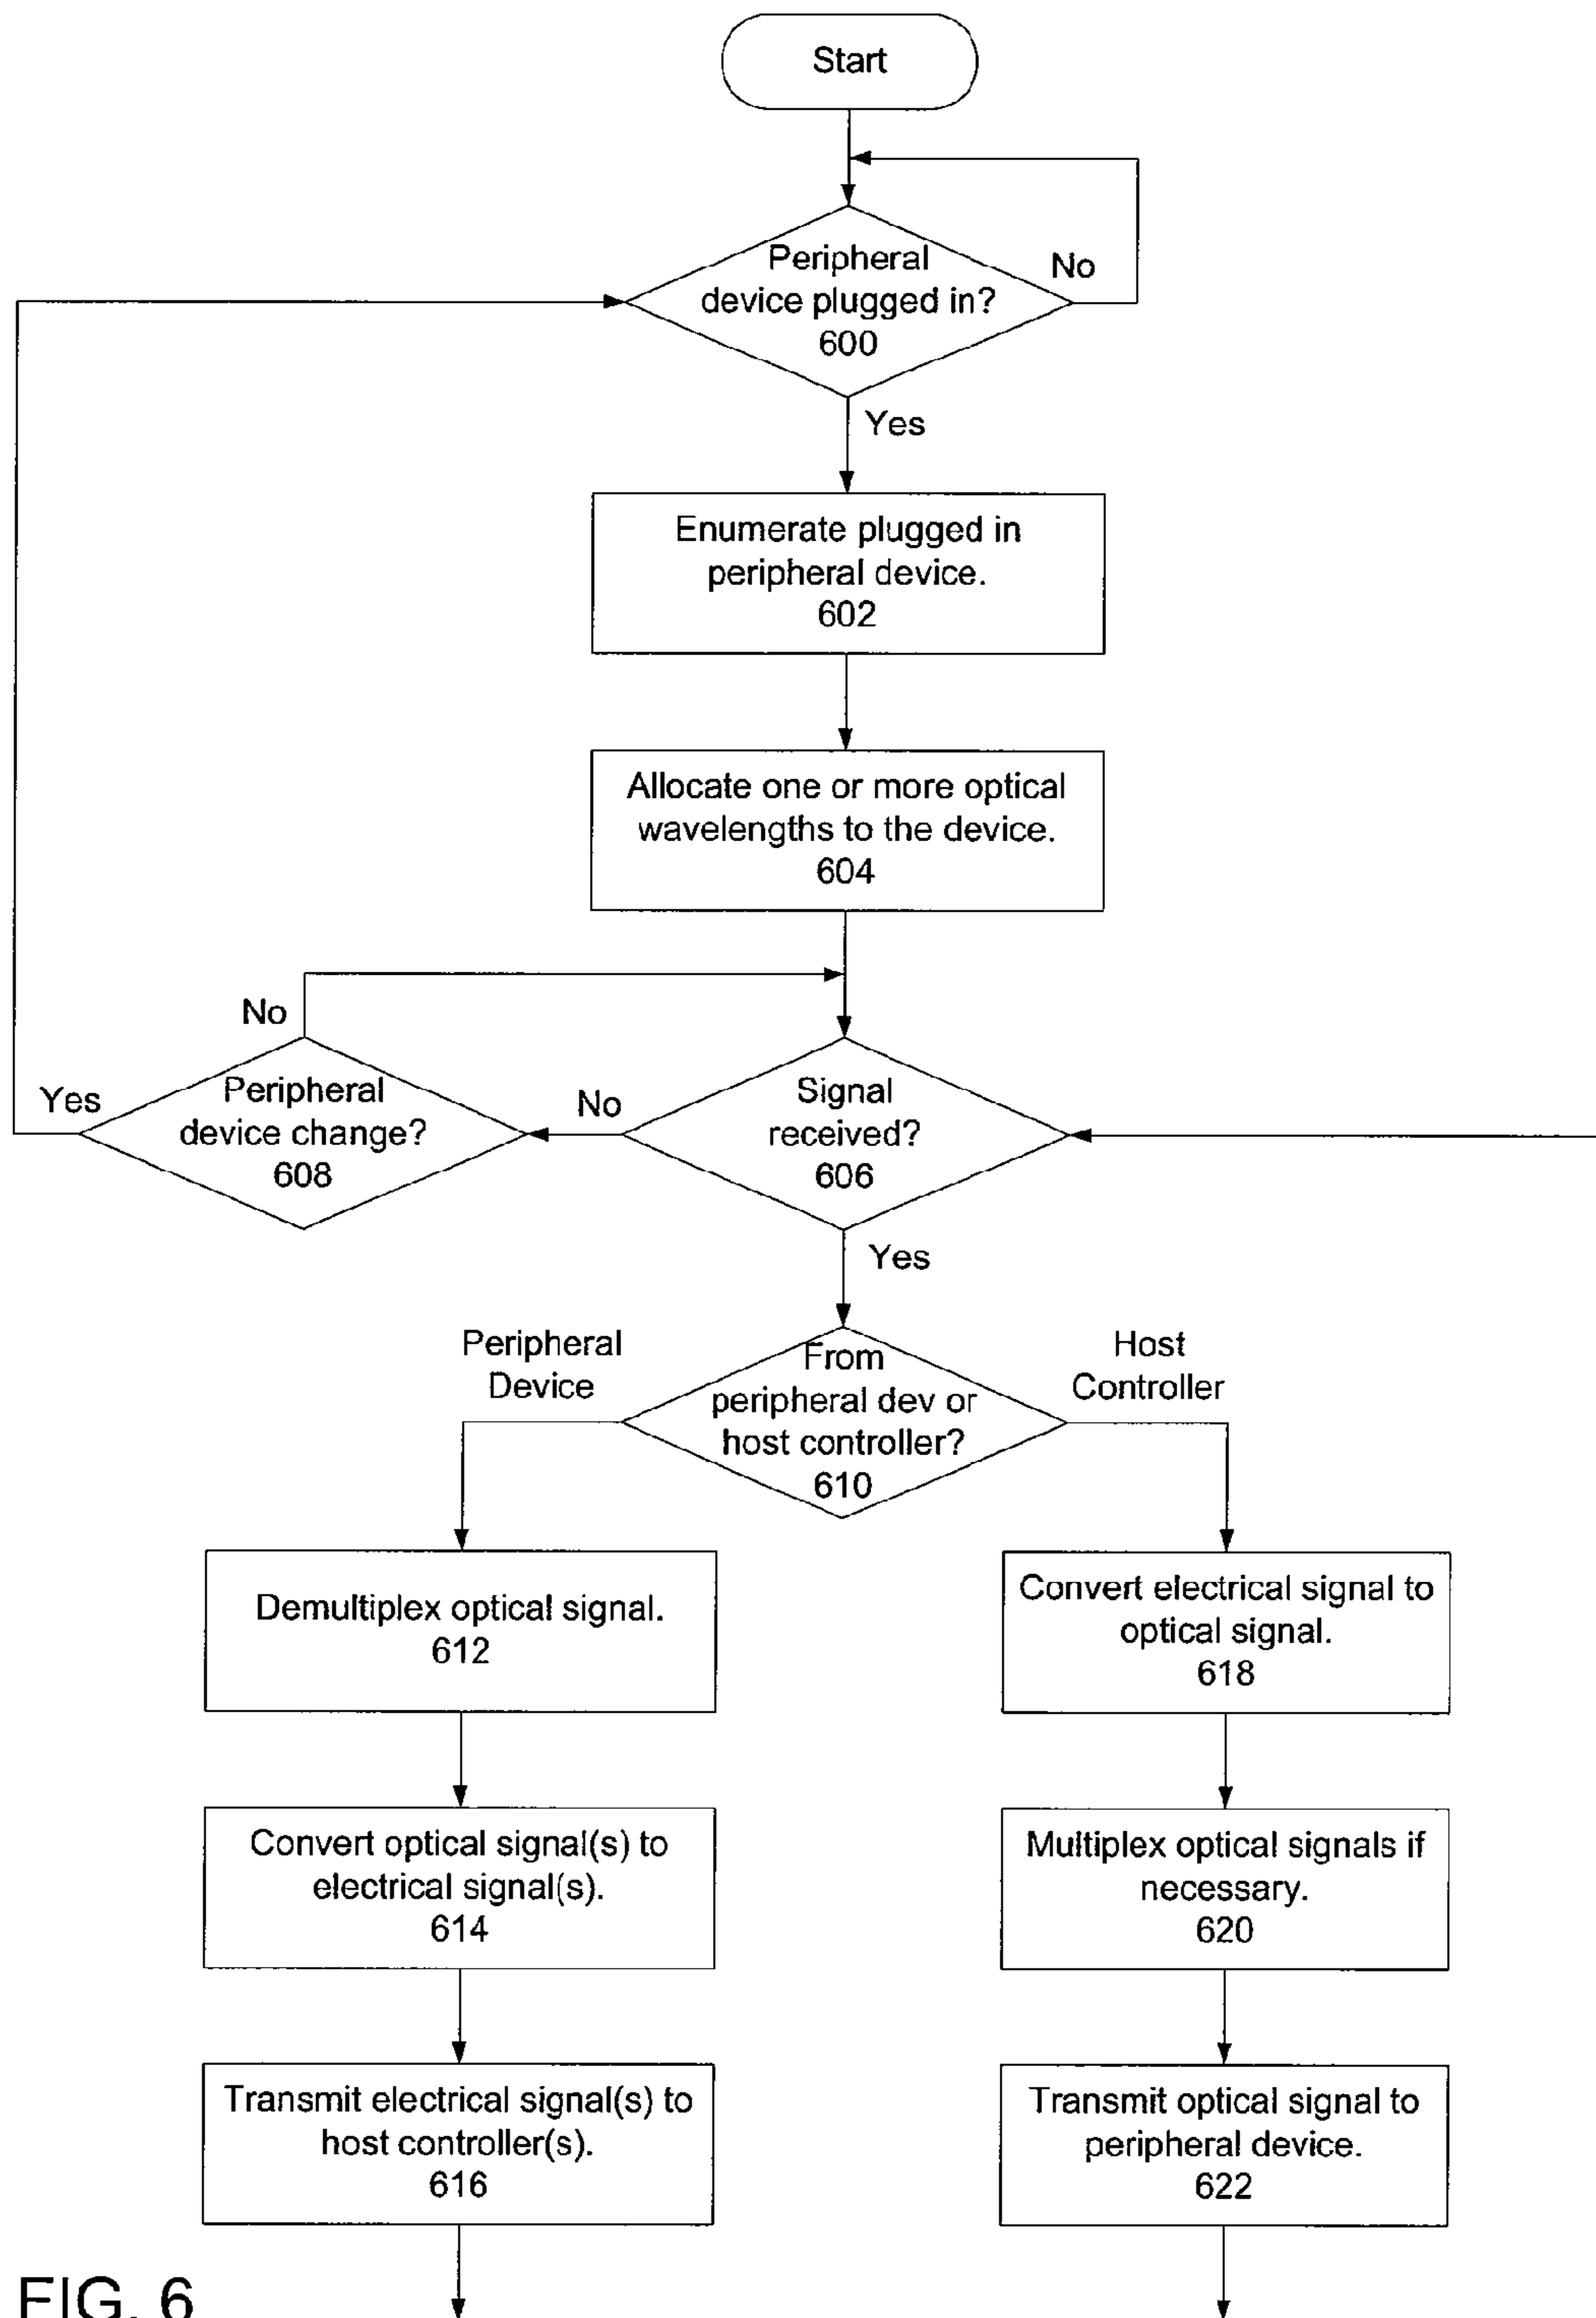 Start
Peripheral
device plugged in?
600
No
Yes
Enumerate plugged in
peripheral device.
602
Allocate one or more optical
wavelengths to the device.
604
No
Yes
Peripheral
device change?
608
No
Signal
received?
606
Yes
Peripheral
Device
From
peripheral dev or
host controller?
610
Host
Controller
Demultiplex optical signal.
612
Convert electrical signal to
optical signal.
618
Convert optical signal(s) to
electrical signal(s).
614
Multiplex optical signals if
necessary.
620
Transmit electrical signal(s) to
host controller(s).
616
Transmit optical signal to
peripheral device.
622
FIG. 6